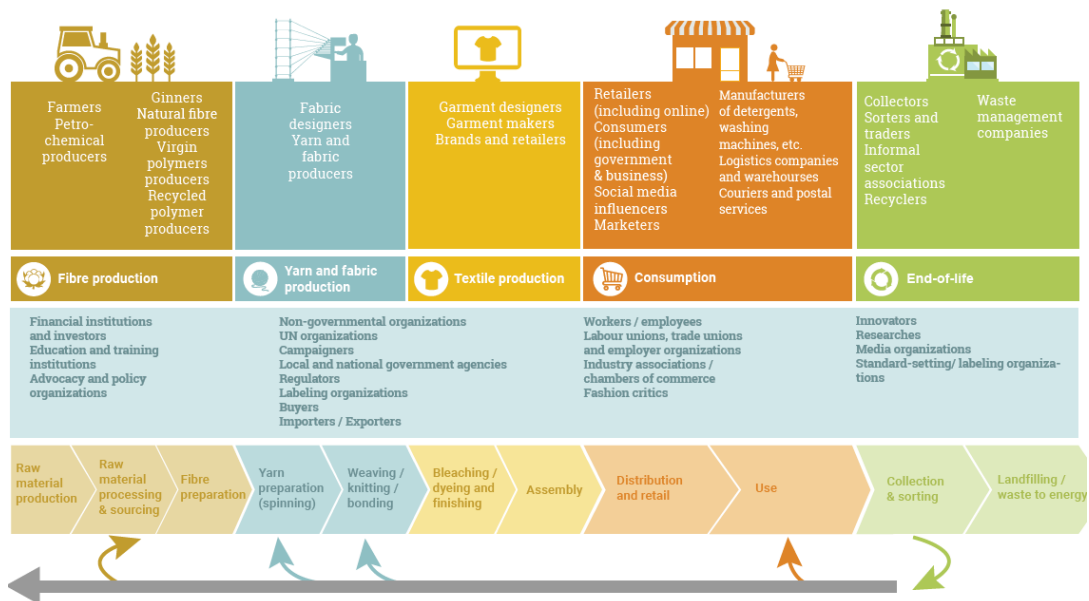 Farmers
Petro-
chemical
producers
Ginners
Natural fibre
producers
Virgin
polymers
producers
Recycled
polymer
producers
Fabric
designers
Yarn and
fabric
producers
Garment designers
Garment makers
Brands and retailers
Retailers
(including online)
Consumers
(including
government
& business)
Social media
influencers
Marketers
Manufacturers
of detergents,
washing
machines, etc.
Logistics companies
and warehourses
Couriers and postal
services
Collectors
Sorters and
traders
Informal
sector
associations
Recyclers
Waste
management
companies
Fibre production
Yarn and fabric
production
Textile production
Consumption
End-of-life
Financial institutions
and investors
Education and training
institutions
Advocacy and policy
organizations
Non-governmental organizations
UN organizations
Campaigners
Local and national government agencies
Regulators
Labeling organizations
Buyers
Importers / Exporters
Workers / employees
Labour unions, trade unions
and employer organizations
Industry associations /
chambers of commerce
Fashion critics
Innovators
Researches
Media organizations
Standard-setting/ labeling organiza-
tions
Raw
material
production
Raw
material
processing
& sourcing
Fibre
preparation
Yarn
preparation
(spinning)
Weaving /
knitting /
bonding
Bleaching /
dyeing and
finishing
Assembly
Distribution
and retail
Use
Collection
& sorting
Landfilling /
waste to energy